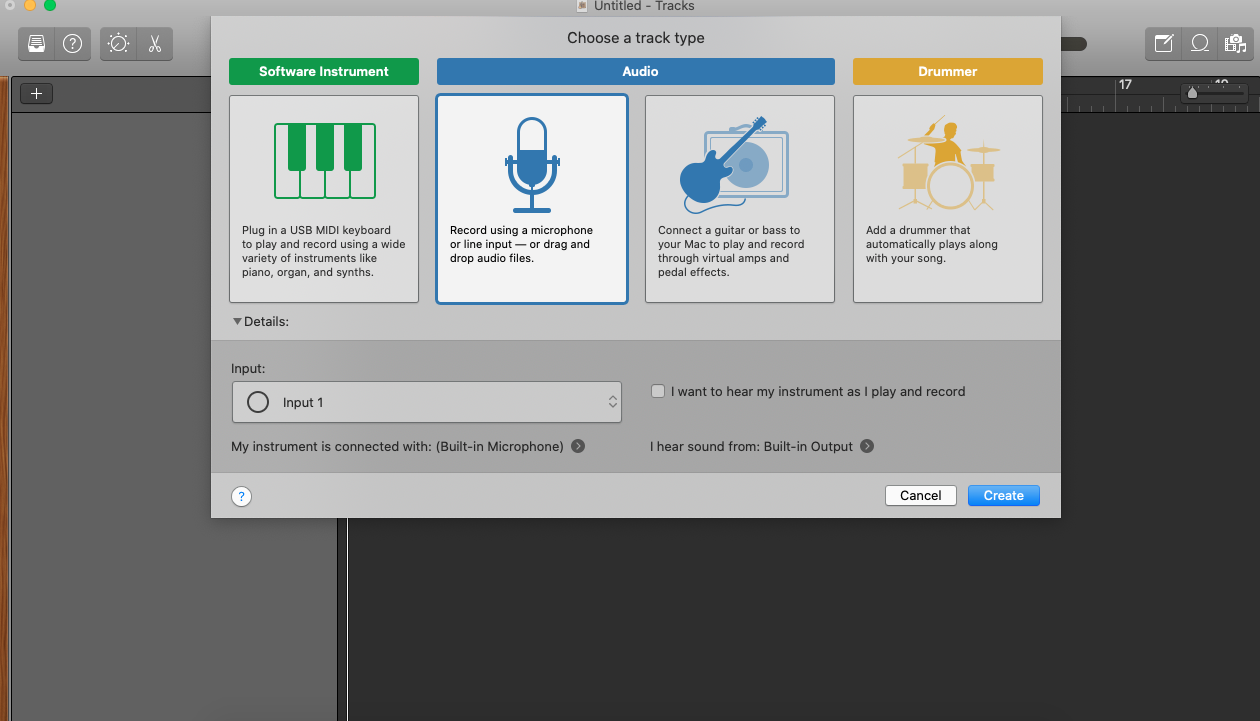 Untitled - Tracks
Choose a track type
Software Instrument
Audio
Drummer
17
Plug in a USB MIDI keyboard
to play and record using a wide
variety of instruments like
piano, organ, and synths.
Record using a microphone
or line input — or drag and
drop audio files.
Connect a guitar or bass to
your Mac to play and record
through virtual amps and
pedal effects.
Add a drummer that
automatically plays along
with your song.
Details:
Input:
Input 1
I want to hear my instrument as I play and record
My instrument is connected with: (Built-in Microphone)
I hear sound from: Built-in Output
?
Cancel
Create